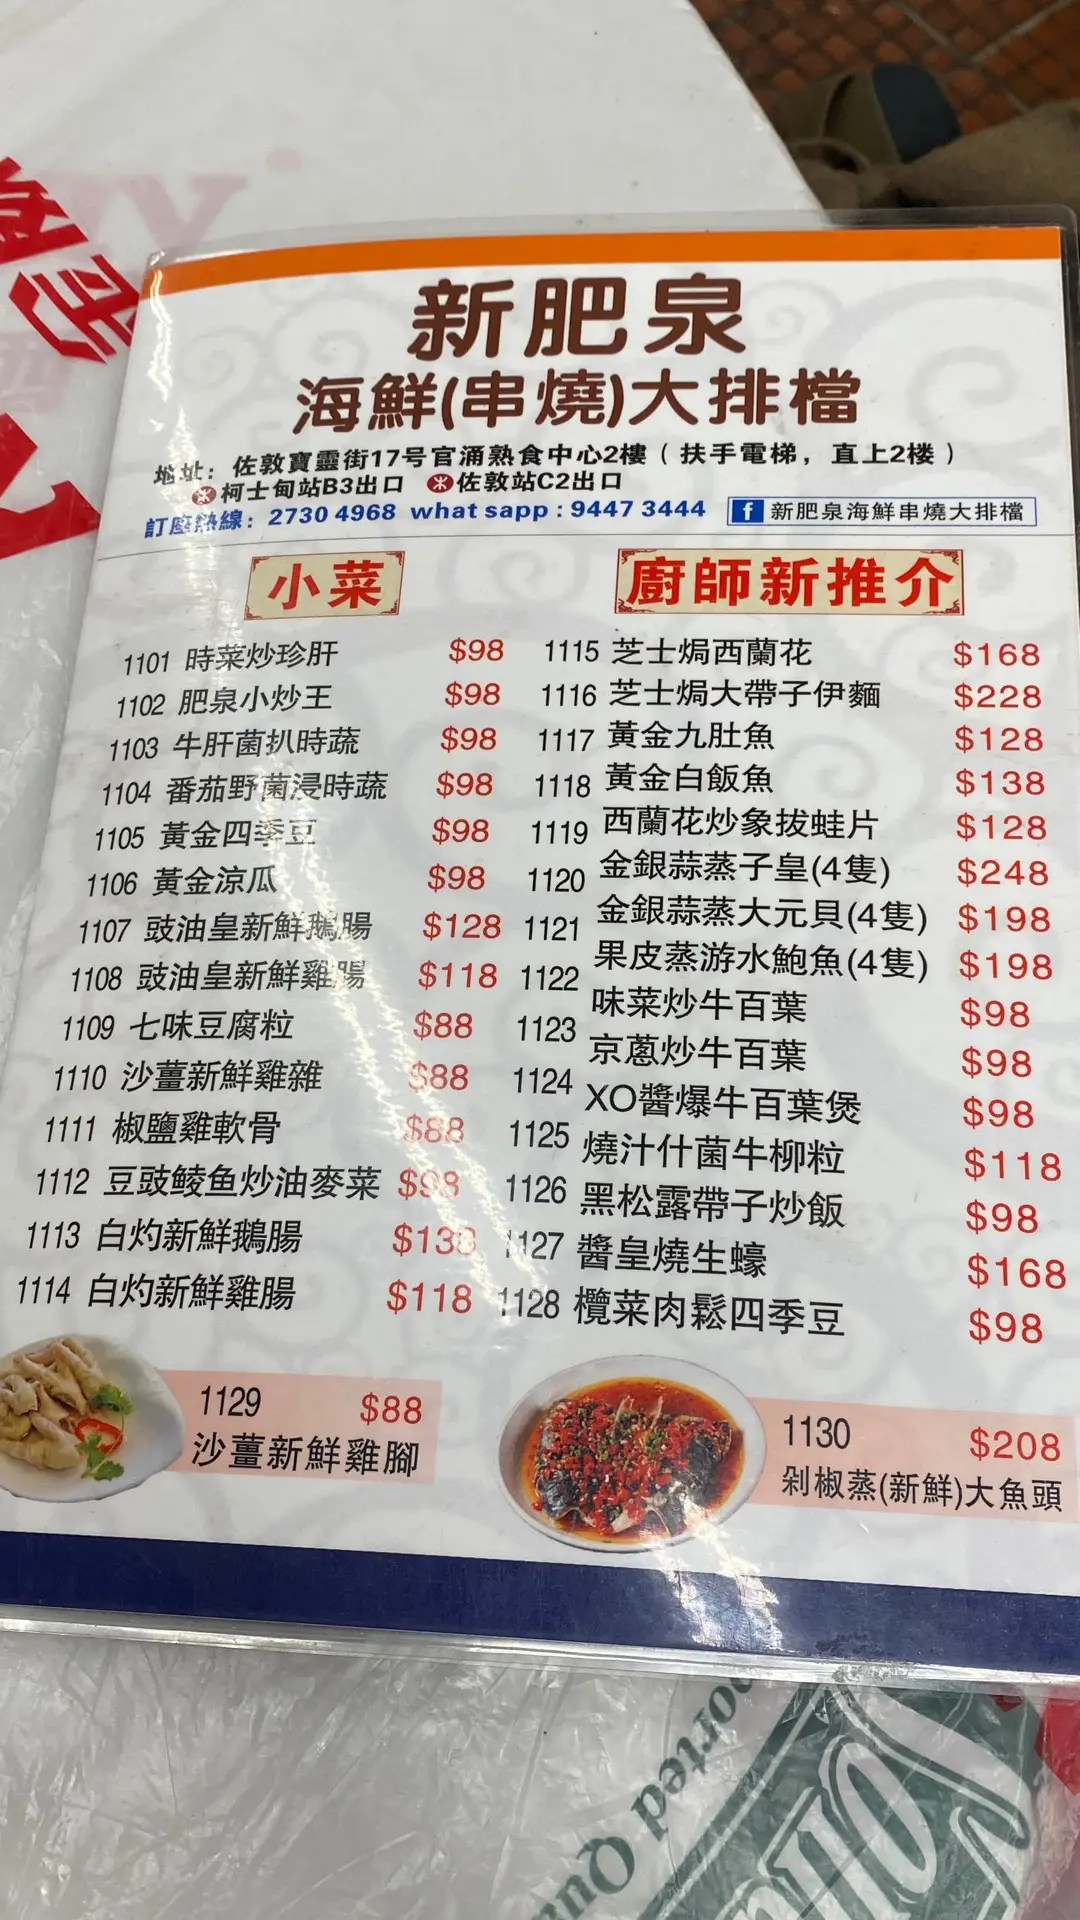 新肥泉
海鮮(串燒)大排檔
地址：佐敦寶靈街17号官涌熟食中心2樓（扶手電梯，直上2楼）
柯士甸站B3出口 佐敦站C2出口
訂座熱線：2730 4968 what sapp : 9447 3444 f 新肥泉海鮮串燒大排檔
小菜
1101 時菜炒珍肝 $98
1102 肥泉小炒王 $98
1103 牛肝菌扒時蔬 $98
1104 番茄野菌浸時蔬 $98
1105 黃金四季豆 $98
1106 黃金涼瓜 $98
1107 豉油皇新鮮鵝腸 $128
1108 豉油皇新鮮雞腸 $118
1109 七味豆腐粒 $88
1110 沙薑新鮮雞雜 $88
1111 椒鹽雞軟骨 $88
1112 豆豉鲮鱼炒油麥菜 $98
1113 白灼新鮮鵝腸 $138
1114 白灼新鮮雞腸 $118
廚師新推介
1115 芝士焗西蘭花 $168
1116 芝士焗大帶子伊麵 $228
1117 黃金九肚魚 $128
1118 黃金白飯魚 $138
1119 西蘭花炒象拔蛙片 $128
1120 金銀蒜蒸子皇(4隻) $248
1121 金銀蒜蒸大元貝(4隻) $198
1122 果皮蒸游水鮑魚(4隻) $198
1123 味菜炒牛百葉 $98
1124 京蔥炒牛百葉 $98
1125 XO醬爆牛百葉煲 $98
1126 燒汁什菌牛柳粒 $118
1127 黑松露帶子炒飯 $98
1128 醬皇燒生蠔 $168
欖菜肉鬆四季豆 $98
1129 $88
沙薑新鮮雞腳
1130 $208
剁椒蒸(新鮮)大魚頭